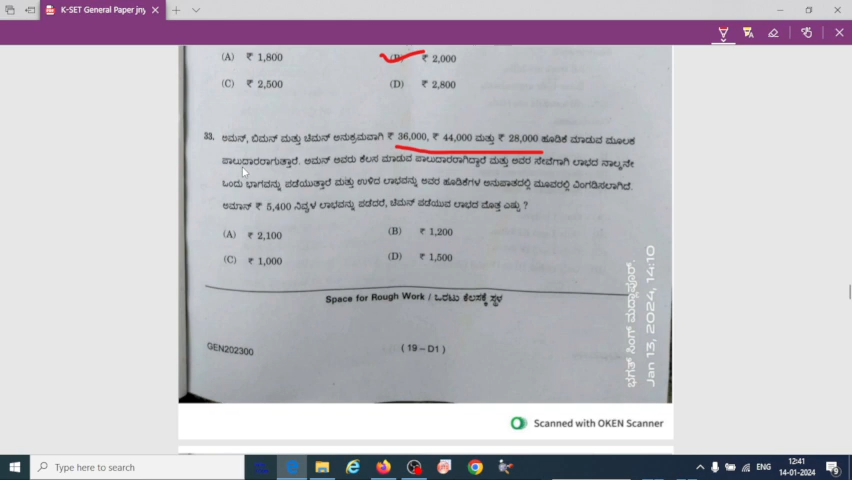 K-SET General Paper jny
(A) ₹ 1,800
(B) ₹ 2,000
(C) ₹ 2,500
(D) ₹ 2,800
33. ಅಮನ್, ಬಿಮನ್ ಮತ್ತು ಚೆಮನ್ ಅನುಕ್ರಮವಾಗಿ ₹ 36,000, ₹ 44,000 ಮತ್ತು ₹ 28,000 ಹೂಡಿಕೆ ಮಾಡುವ ಮೂಲಕ
ಪಾಲುದಾರರಾಗುತ್ತಾರೆ. ಅಮನ್ ಅವರು ಕೆಲಸ ಮಾಡುವ ಪಾಲುದಾರರಾಗಿದ್ದಾರೆ ಮತ್ತು ಅವರ ಸೇವೆಗಾಗಿ ಲಾಭದ ನಾಲ್ಕನೇ
ಒಂದು ಭಾಗವನ್ನು ಪಡೆಯುತ್ತಾರೆ ಮತ್ತು ಉಳಿದ ಲಾಭವನ್ನು ಅವರ ಹೂಡಿಕೆಗಳ ಅನುಪಾತದಲ್ಲಿ ಮೂವರಲ್ಲಿ ವಿಂಗಡಿಸಲಾಗಿದೆ.
ಅಮಾನ್ ₹ 5,400 ನಿವ್ವಳ ಲಾಭವನ್ನು ಪಡೆದರೆ, ಚೆಮನ್ ಪಡೆಯುವ ಲಾಭದ ಮೊತ್ತ ಎಷ್ಟು ?
(A) ₹ 2,100
(B) ₹ 1,200
(C) ₹ 1,000
(D) ₹ 1,500
Space for Rough Work / ಒರಟು ಕೆಲಸಕ್ಕೆ ಸ್ಥಳ
GEN202300
( 19 – D1 )
ಭಗತ್ ಸಿಂಗ್
Jan 13, 2024, 14:10
Scanned with OKEN Scanner
Type here to search
ENG
12:41
14-01-2024
9